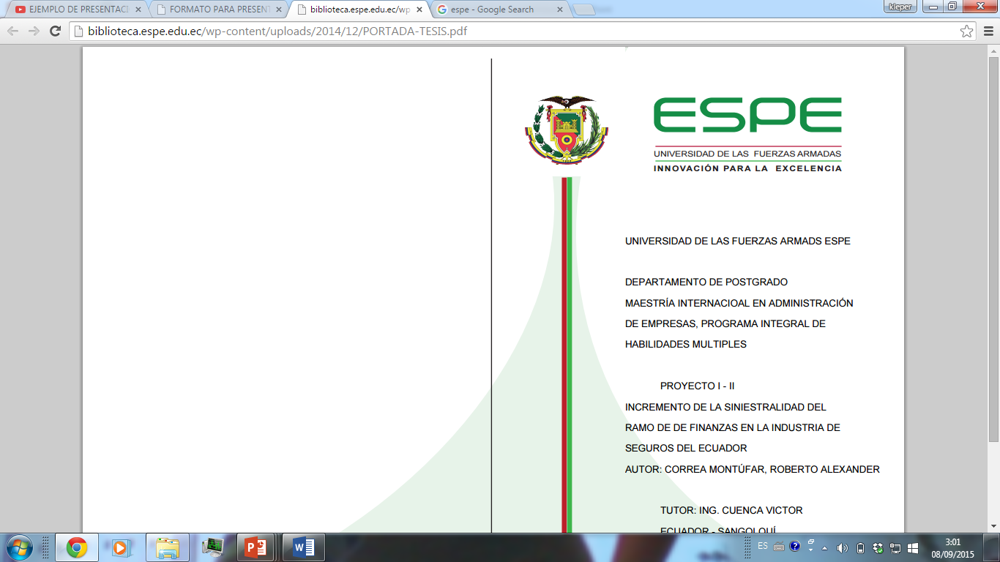 EJEMPLO DE PRESENTAC
FORMATO PARA PRESENT
biblioteca.espe.edu.ec/wp
espe - Google Search
kleper
biblioteca.espe.edu.ec/wp-content/uploads/2014/12/PORTADA-TESIS.pdf
ESPE
UNIVERSIDAD DE LAS FUERZAS ARMADAS
INNOVACIÓN PARA LA EXCELENCIA
UNIVERSIDAD DE LAS FUERZAS ARMADS ESPE
DEPARTAMENTO DE POSTGRADO
MAESTRÍA INTERNACIOAL EN ADMINISTRACIÓN
DE EMPRESAS, PROGRAMA INTEGRAL DE
HABILIDADES MULTIPLES
PROYECTO I - II
INCREMENTO DE LA SINIESTRALIDAD DEL
RAMO DE DE FINANZAS EN LA INDUSTRIA DE
SEGUROS DEL ECUADOR
AUTOR: CORREA MONTÚFAR, ROBERTO ALEXANDER
TUTOR: ING. CUENCA VICTOR
ECUADOR - SANGOLQUÍ
ES
3:01
08/09/2015